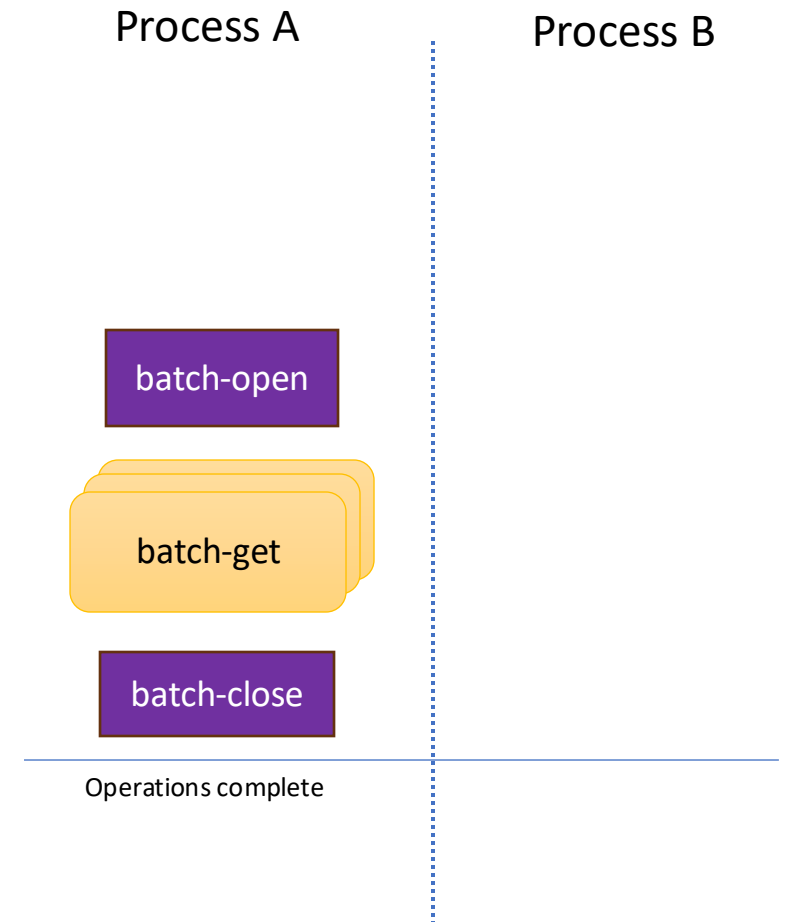 Process A
Process B
batch-open
batch-get
batch-close
Operations complete